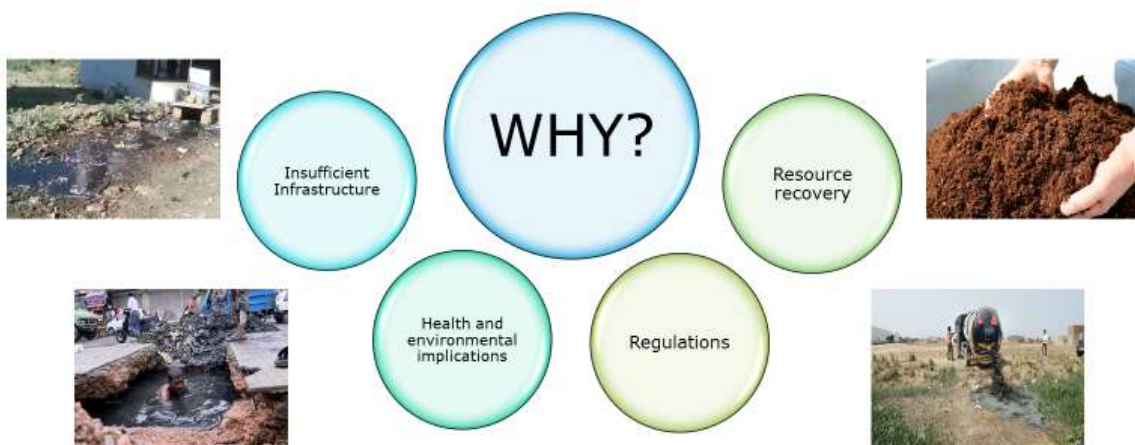 WHY?
Insufficient
Infrastructure
Resource
recovery
Health and
environmental
implications
Regulations